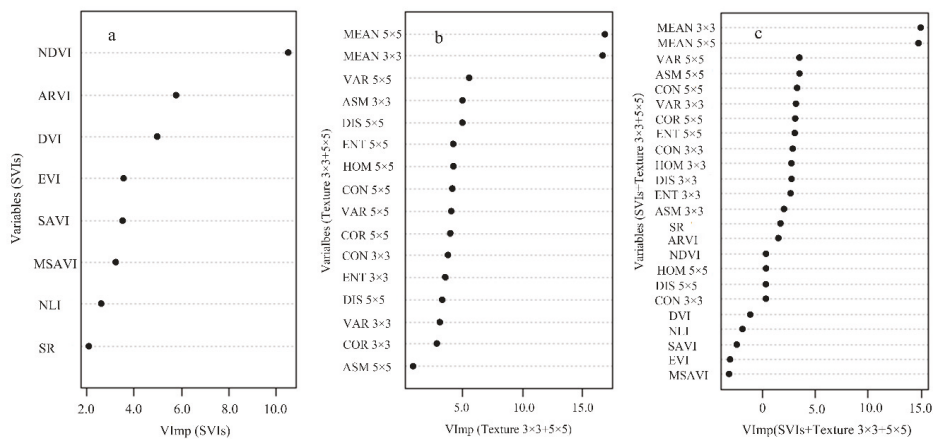 a
NDVI
ARVI
DVI
EVI
SAVI
MSAVI
NLI
SR
Variables (SVIs)
2.0 4.0 6.0 8.0 10.0
VImp (SVIs)
b
MEAN 5×5
MEAN 3×3
VAR 5×5
ASM 3×3
DIS 5×5
ENT 5×5
HOM 5×5
CON 5×5
VAR 5×5
COR 5×5
CON 3×3
ENT 3×3
DIS 5×5
VAR 3×3
COR 3×3
ASM 5×5
Varialbes (Texture 3×3+5×5)
5.0 10.0 15.0
VImp (Texture 3×3+5×5)
c
MEAN 3×3
MEAN 5×5
VAR 5×5
ASM 5×5
CON 5×5
VAR 3×3
COR 5×5
ENT 5×5
CON 3×3
HOM 3×3
DIS 3×3
ENT 3×3
ASM 3×3
SR
ARVI
NDVI
HOM 5×5
DIS 5×5
CON 3×3
DVI
NLI
SAVI
EVI
MSAVI
Variables (SVIs+Texture 3×3+5×5)
0 5.0 10.0 15.0
VImp(SVIs+Texture 3×3+5×5)